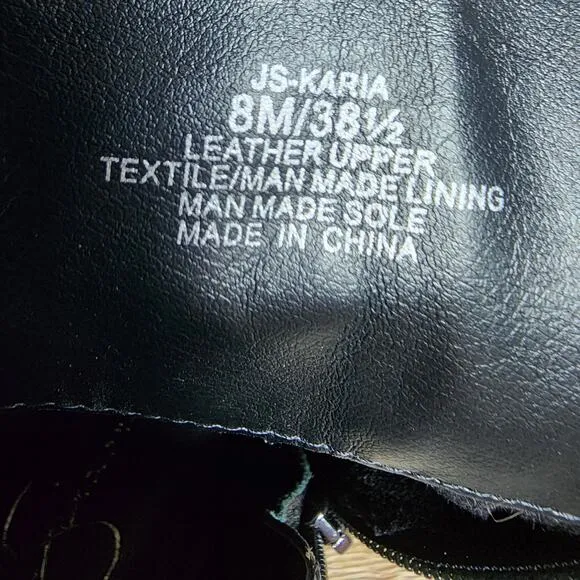 JS-KARIA
8M/38½
LEATHER UPPER
TEXTILE/MAN MADE LINING
MAN MADE SOLE
MADE IN CHINA